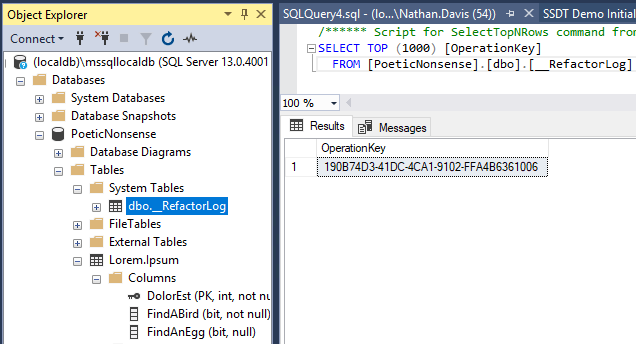 Object Explorer
Connect
(localdb)\mssqllocaldb (SQL Server 13.0.4001
Databases
System Databases
Database Snapshots
PoeticNonsense
Database Diagrams
Tables
System Tables
dbo.__RefactorLog
FileTables
External Tables
Lorem.Ipsum
Columns
DolorEst (PK, int, not nu
FindABird (bit, not null)
FindAnEgg (bit, null)
SQLQuery4.sql - (lo...\Nathan.Davis (54))
SSDT Demo Initial
/****** Script for SelectTopNRows command from
SELECT TOP (1000) [OperationKey]
FROM [PoeticNonsense].[dbo].[__RefactorLog]
100 %
Results
Messages
OperationKey
1 190B74D3-41DC-4CA1-9102-FFA4B6361006